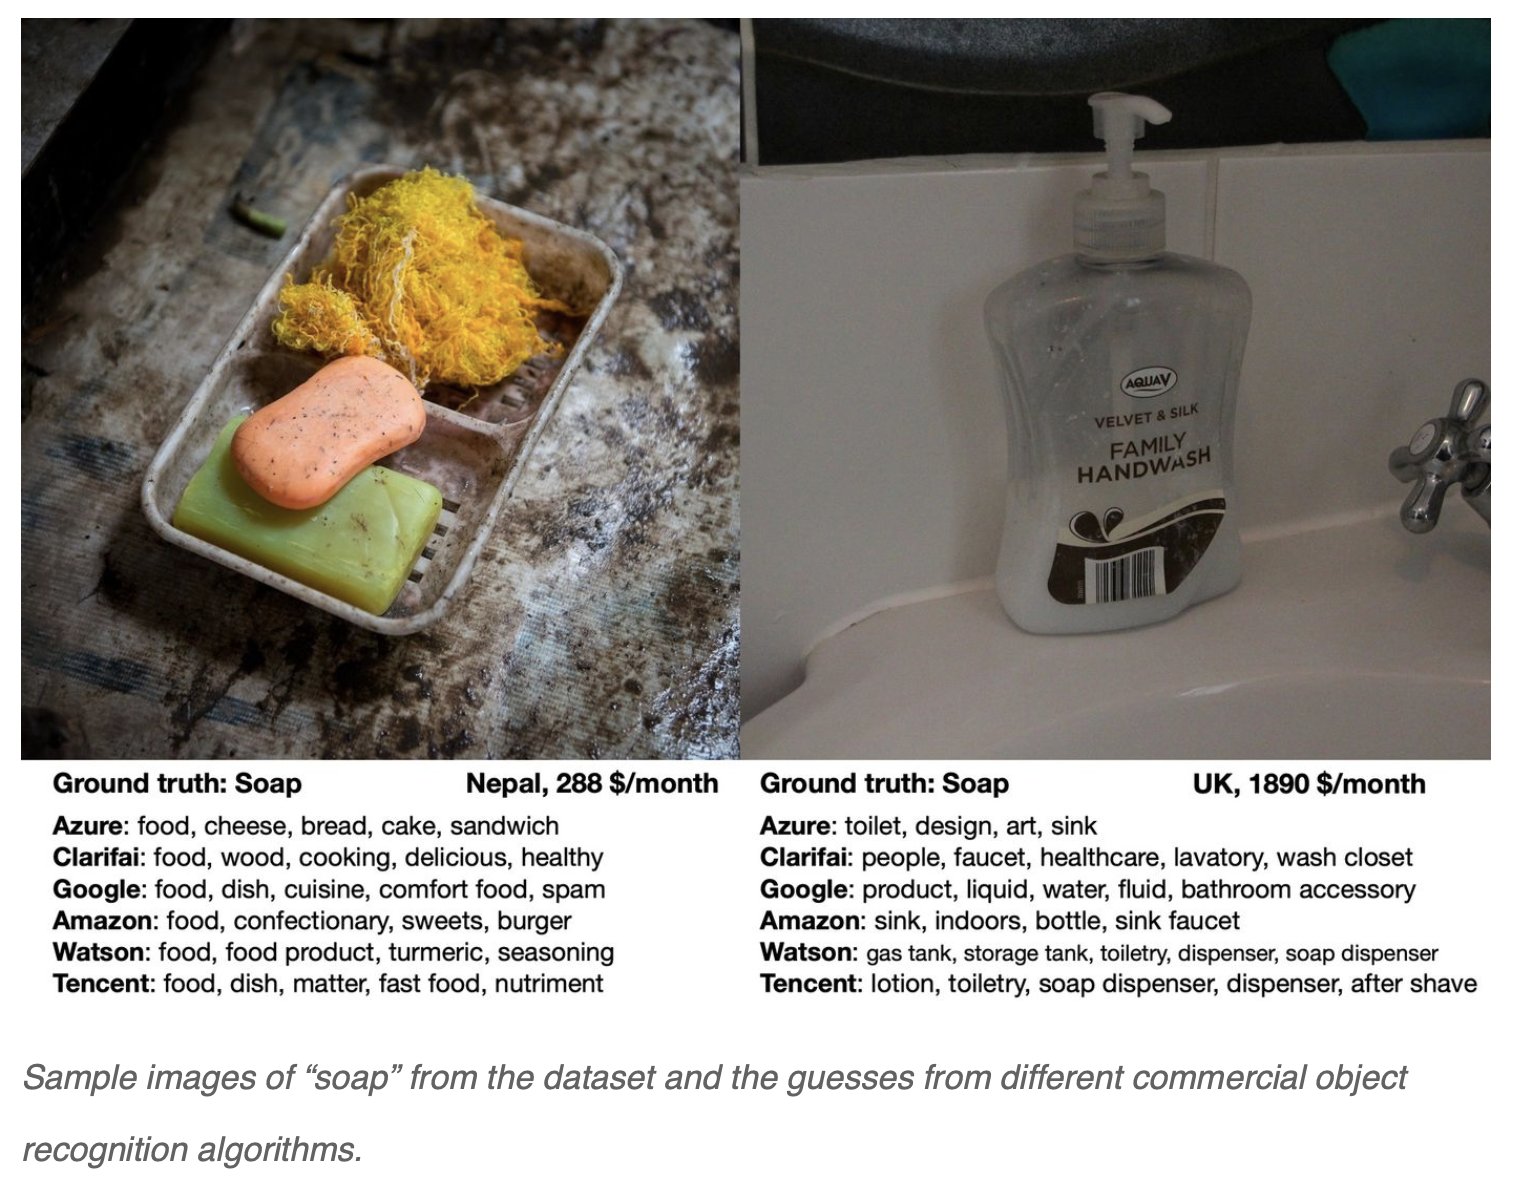 AQUAV
VELVET & SILK
FAMILY
HANDWASH
Ground truth: Soap
Nepal, 288 $/month
Azure: food, cheese, bread, cake, sandwich
Clarifai: food, wood, cooking, delicious, healthy
Google: food, dish, cuisine, comfort food, spam
Amazon: food, confectionary, sweets, burger
Watson: food, food product, turmeric, seasoning
Tencent: food, dish, matter, fast food, nutriment
Ground truth: Soap
UK, 1890 $/month
Azure: toilet, design, art, sink
Clarifai: people, faucet, healthcare, lavatory, wash closet
Google: product, liquid, water, fluid, bathroom accessory
Amazon: sink, indoors, bottle, sink faucet
Watson: gas tank, storage tank, toiletry, dispenser, soap dispenser
Tencent: lotion, toiletry, soap dispenser, dispenser, after shave
Sample images of “soap” from the dataset and the guesses from different commercial object
recognition algorithms.